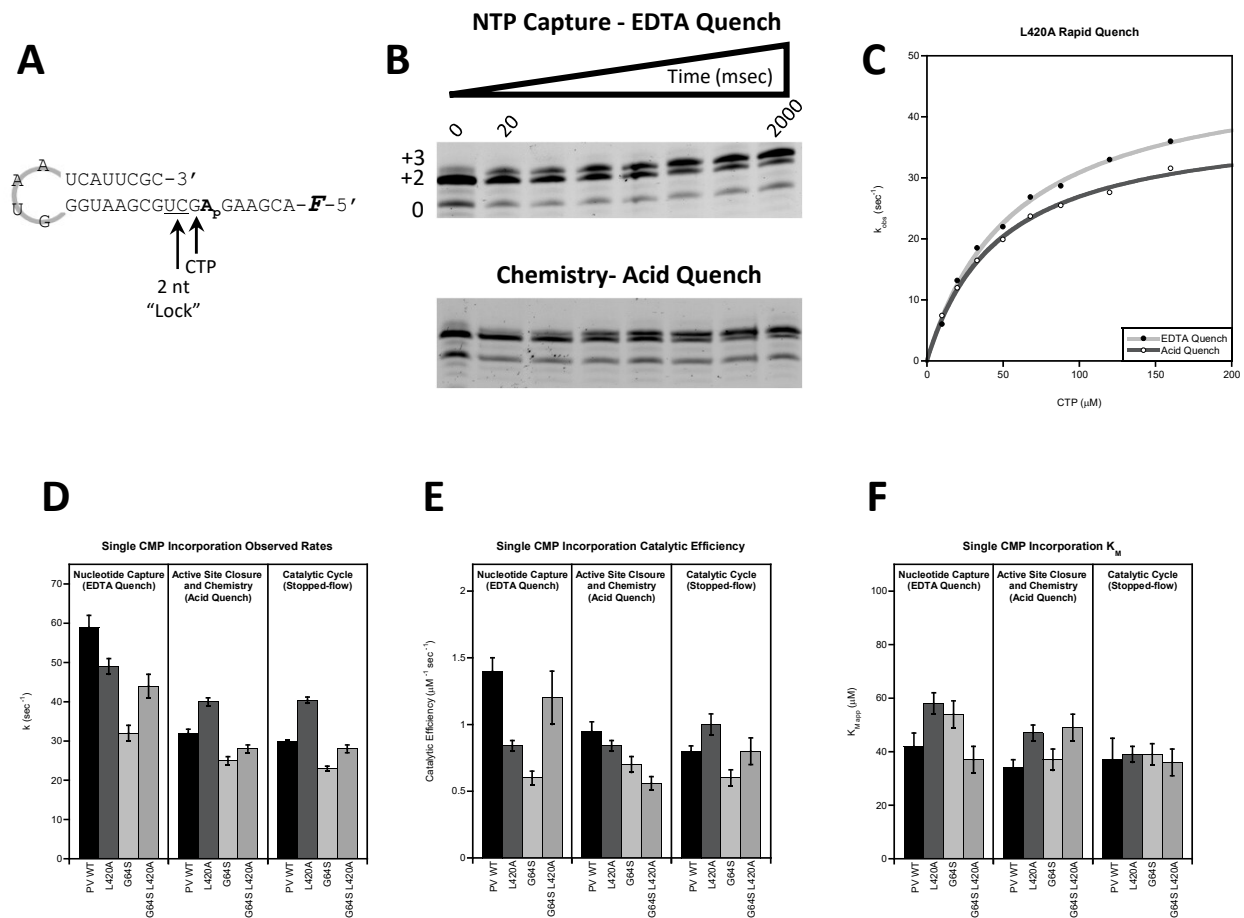 A
A
A
U
G
UCAUUCGC-3'
GGUAAGCGUCGAPGAAGCA-F-5'
CTP
2 nt
“Lock”
B
NTP Capture - EDTA Quench
Time (msec)
0
20
2000
+3
+2
0
Chemistry- Acid Quench
C
L420A Rapid Quench
50
40
30
20
10
0
kobs (sec-1)
0
50
100
150
200
CTP (μM)
EDTA Quench
Acid Quench
D
Single CMP Incorporation Observed Rates
Nucleotide Capture
(EDTA Quench)
Active Site Closure
and Chemistry
(Acid Quench)
Catalytic Cycle
(Stopped-flow)
60
50
40
30
20
10
0
k (sec-1)
PV WT
L420A
G64S
G64S L420A
PV WT
L420A
G64S
G64S L420A
PV WT
L420A
G64S
G64S L420A
E
Single CMP Incorporation Catalytic Efficiency
Nucleotide Capture
(EDTA Quench)
Active Site Closure
and Chemistry
(Acid Quench)
Catalytic Cycle
(Stopped-flow)
2
1.5
1
0.5
0
Catalytic Efficiency (μM-1 sec-1)
PV WT
L420A
G64S
G64S L420A
PV WT
L420A
G64S
G64S L420A
PV WT
L420A
G64S
G64S L420A
F
Single CMP Incorporation KM
Nucleotide Capture
(EDTA Quench)
Active Site Closure
and Chemistry
(Acid Quench)
Catalytic Cycle
(Stopped-flow)
100
80
60
40
20
0
KM app (μM)
PV WT
L420A
G64S
G64S L420A
PV WT
L420A
G64S
G64S L420A
PV WT
L420A
G64S
G64S L420A